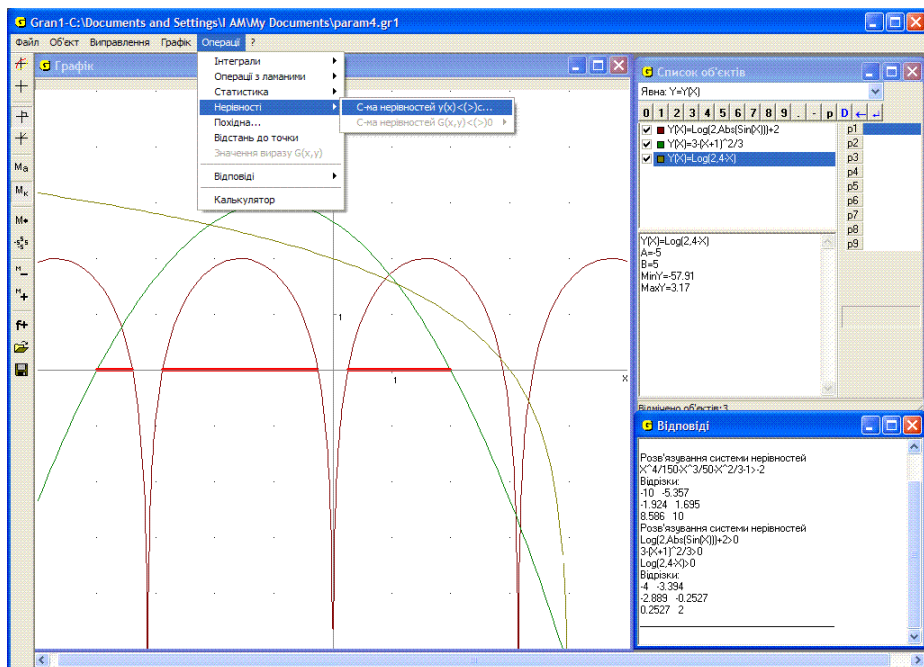 Gran1-C:\Documents and Settings\I AM\My Documents\param4.gr1
Файл Об'єкт Виправлення Графік Операції ?
Графік
Інтеграли
Операції з ламаними
Статистика
Нерівності
Похідна...
Відстань до точки
Значення виразу G(x,y)
Відповіді
Калькулятор
С-ма нерівностей y(x)<(>)c...
С-ма нерівностей G(x,y)<(>)0
Ma
Мк
1
1
x
Список об'єктів
Явна: Y=Y(X)
0 1 2 3 4 5 6 7 8 9 . - p D
Y(X)=Log(2,Abs(Sin(X)))+2
Y(X)=3-(X+1)^2/3
Y(X)=Log(2,4-X)
p1
p2
p3
p4
p5
p6
p7
p8
p9
Y(X)=Log(2,4-X)
A=-5
B=5
MinY=-57.91
MaxY=3.17
Відмічено об'єктів: 3
Відповіді
Розв'язування системи нерівностей
X^4/150-X^3/50-X^2/3-1>-2
Відрізки:
-10 -5.357
-1.924 1.695
8.586 10
Розв'язування системи нерівностей
Log(2,Abs(Sin(X)))+2>0
3-(X+1)^2/3>0
Log(2,4-X)>0
Відрізки:
-4 -3.394
-2.889 -0.2527
0.2527 2